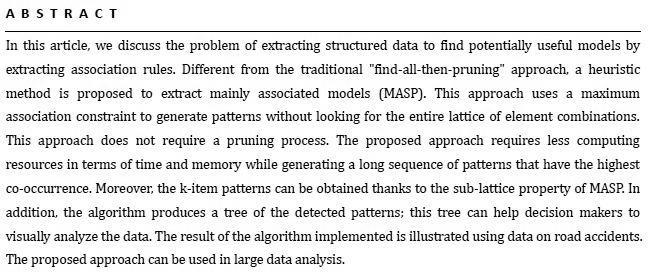 A B S T R A C T
In this article, we discuss the problem of extracting structured data to find potentially useful models by
extracting association rules. Different from the traditional "find-all-then-pruning" approach, a heuristic
method is proposed to extract mainly associated models (MASP). This approach uses a maximum
association constraint to generate patterns without looking for the entire lattice of element combinations.
This approach does not require a pruning process. The proposed approach requires less computing
resources in terms of time and memory while generating a long sequence of patterns that have the highest
co-occurrence. Moreover, the k-item patterns can be obtained thanks to the sub-lattice property of MASP. In
addition, the algorithm produces a tree of the detected patterns; this tree can help decision makers to
visually analyze the data. The result of the algorithm implemented is illustrated using data on road accidents.
The proposed approach can be used in large data analysis.